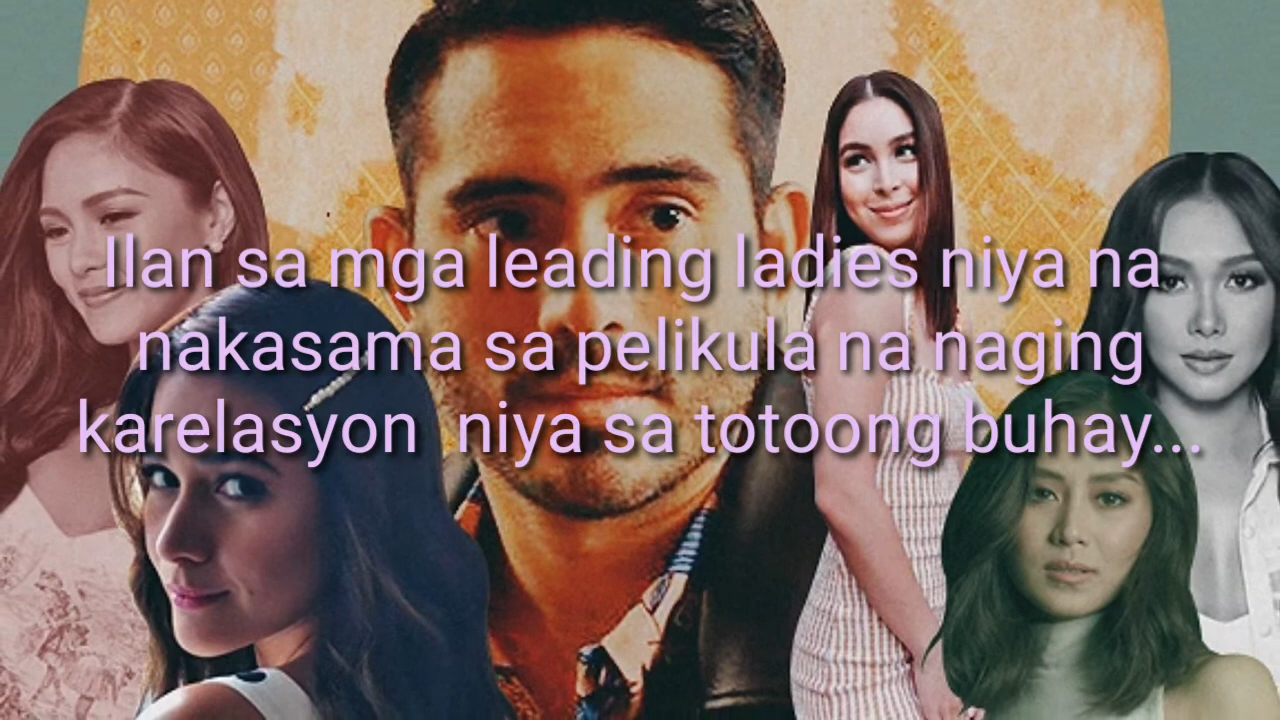 Ilan sa mga leading ladies niya na
nakasama sa pelikula na naging
karelasyon niya sa totoong buhay...